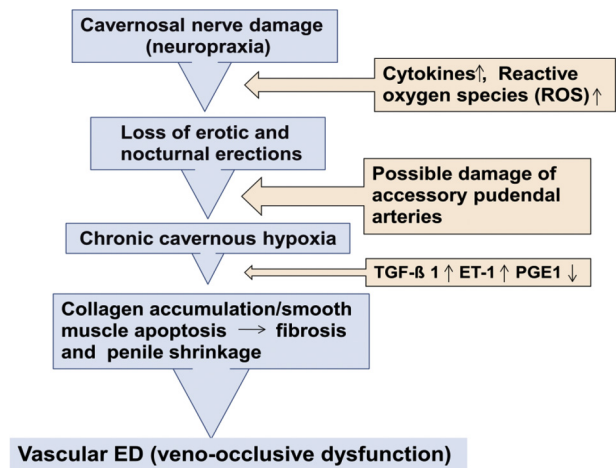 Cavernosal nerve damage
(neuropraxia)
Cytokines↑, Reactive
oxygen species (ROS) ↑
Loss of erotic and
nocturnal erections
Possible damage of
accessory pudendal
arteries
Chronic cavernous hypoxia
TGF-ß 1 ↑ ET-1 ↑ PGE1 ↓
Collagen accumulation/smooth
muscle apoptosis → fibrosis
and penile shrinkage
Vascular ED (veno-occlusive dysfunction)